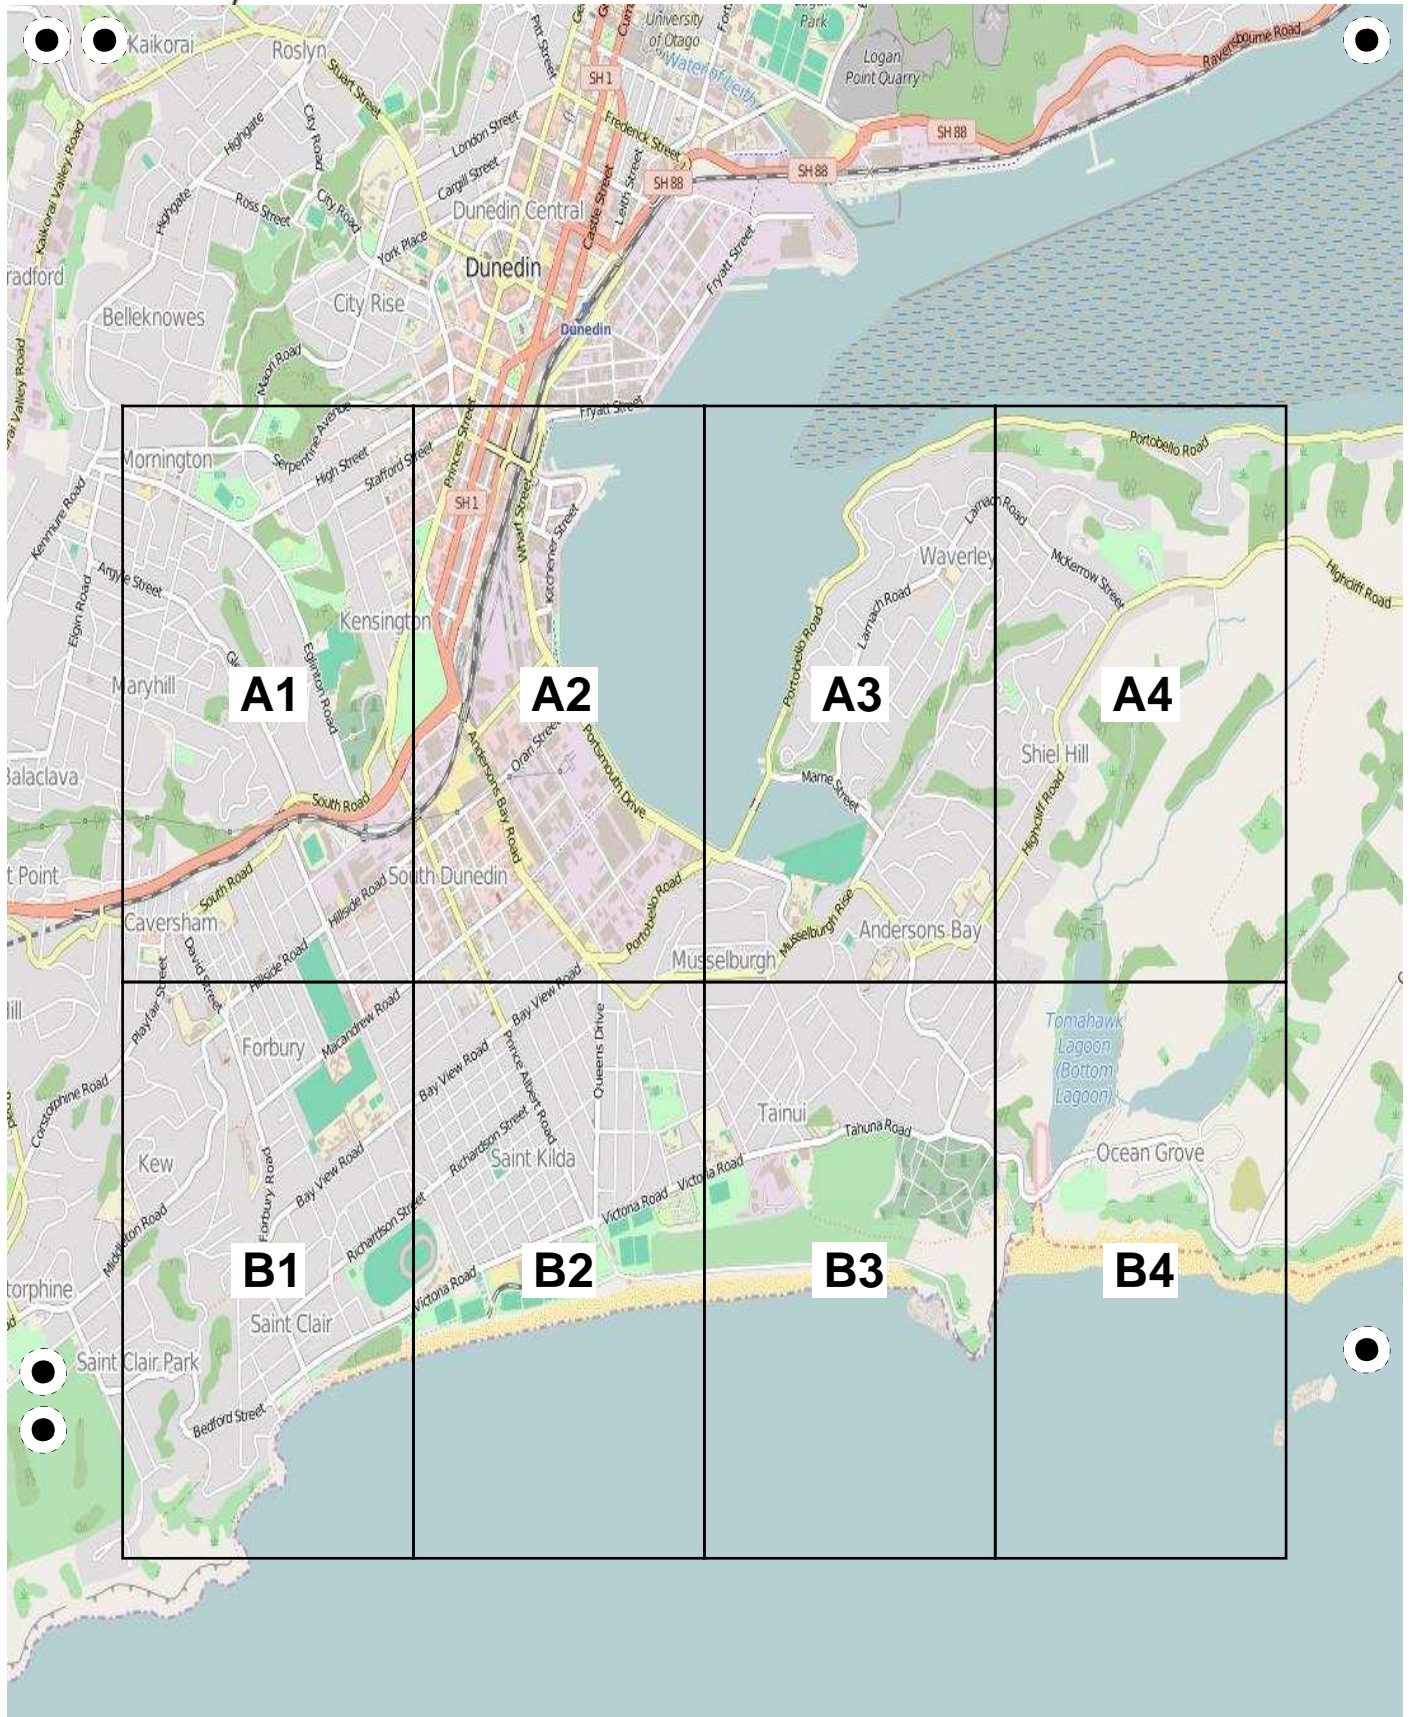 Kaikorai
Roslyn
Pitt Street
SH 1
University
of Otago
Logan
Park
Logan
Point Quarry
Ravensbourne Road
Water of Leith
Stuart Street
Highgate
City Road
London Street
Frederick Street
SH 88
SH 88
SH 88
Cargill Street
Leith Street
Castle Street
Kaikorai Valley Road
Highgate
Ross Street
City Road
Dunedin Central
York Place
Dunedin
Fryatt Street
radford
Belleknowes
City Rise
Dunedin
Maori Road
Fryatt Street
Serpentine Avenue
Princes Street
Mornington
High Street
Stafford Street
SH 1
Wharf Street
Kitchener Street
Portobello Road
Larnach Road
Kenmure Road
Waverley
McKerrow Street
Highcliff Road
Argyle Street
Elgin Road
Kensington
Larnach Road
Portobello Road
Eglinton Road
Maryhill
A1
A2
A3
A4
Orari Street
Andersons Bay Road
Portsmouth Drive
Shiel Hill
Balaclava
Marne Street
Highcliff Road
South Road
t Point
South Road
Hillside Road
South Dunedin
Portobello Road
Caversham
Musselburgh Rise
Andersons Bay
Musselburgh
David Street
Hillside Road
Playfair Street
Bay View Road
Macandrew Road
Queens Drive
Forbury
Prince Albert Road
Tomahawk
Lagoon
(Bottom
Lagoon)
Bay View Road
Corstorphine Road
Richardson Street
Tainui
Tahuna Road
Kew
Saint Kilda
Ocean Grove
Forbury Road
Bay View Road
Victoria Road
Victoria Road
Middleton Road
Richardson Street
B1
B2
B3
B4
torphine
Victoria Road
Saint Clair
Saint Clair Park
Bedford Street